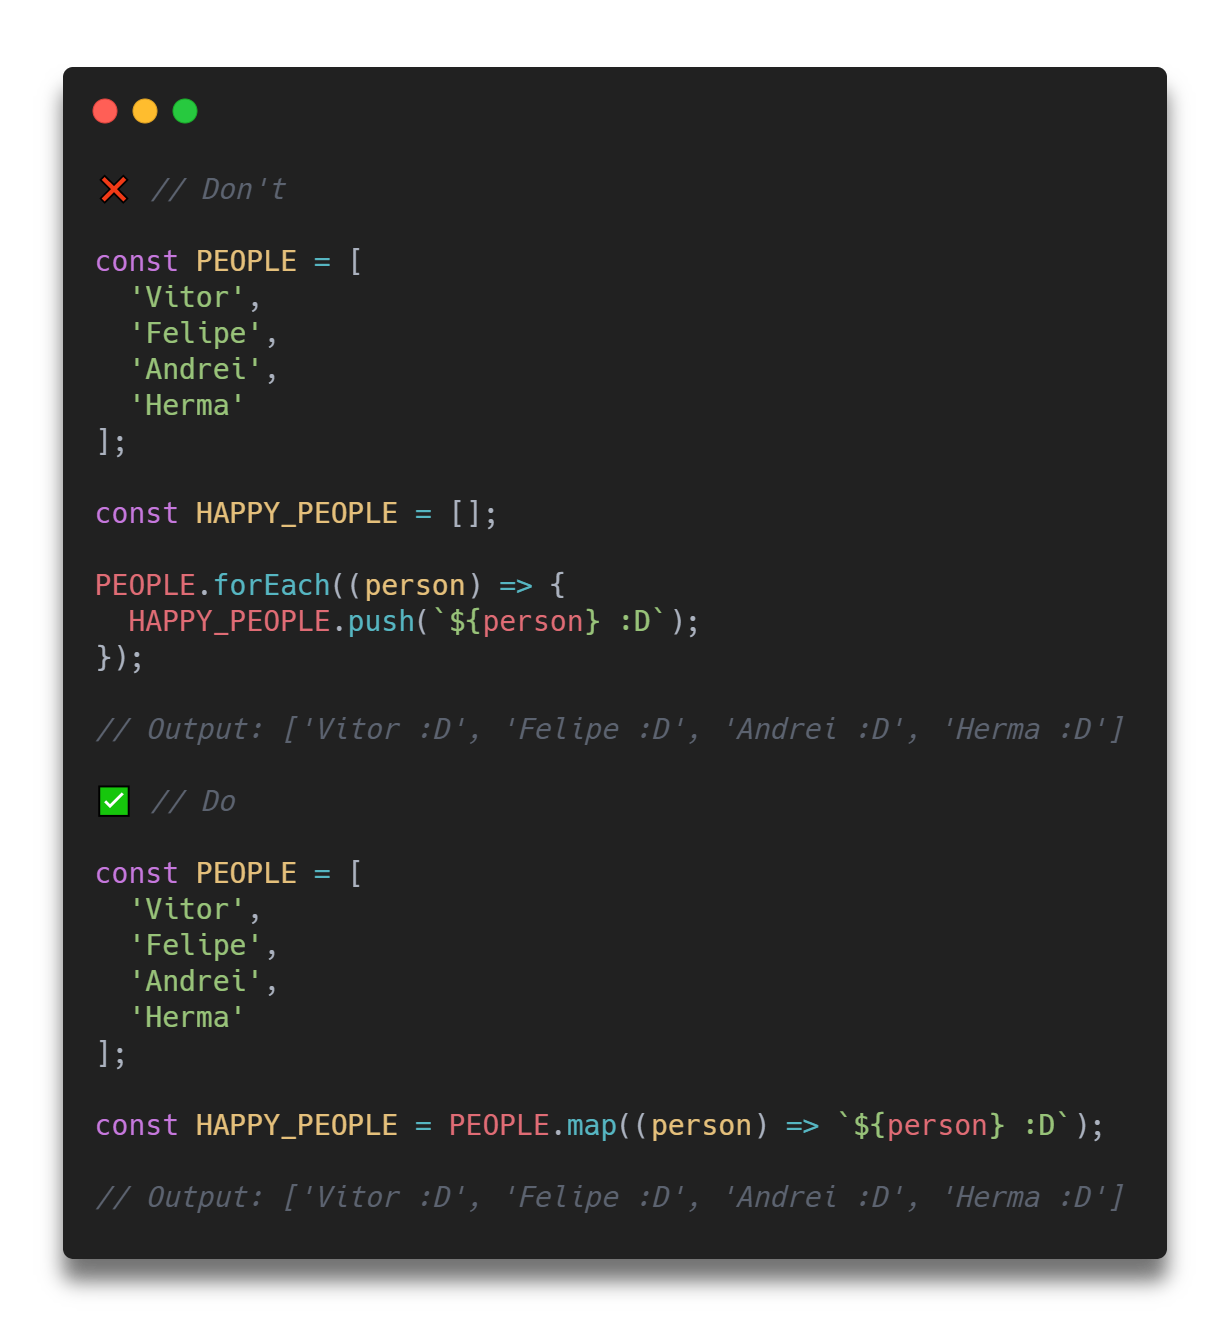 ❌ // Don't
const PEOPLE = [
  'Vitor',
  'Felipe',
  'Andrei',
  'Herma'
];
const HAPPY_PEOPLE = [];
PEOPLE.forEach((person) => {
  HAPPY_PEOPLE.push(`${person} :D`);
});
// Output: ['Vitor :D', 'Felipe :D', 'Andrei :D', 'Herma :D']
✅ // Do
const PEOPLE = [
  'Vitor',
  'Felipe',
  'Andrei',
  'Herma'
];
const HAPPY_PEOPLE = PEOPLE.map((person) => `${person} :D`);
// Output: ['Vitor :D', 'Felipe :D', 'Andrei :D', 'Herma :D']